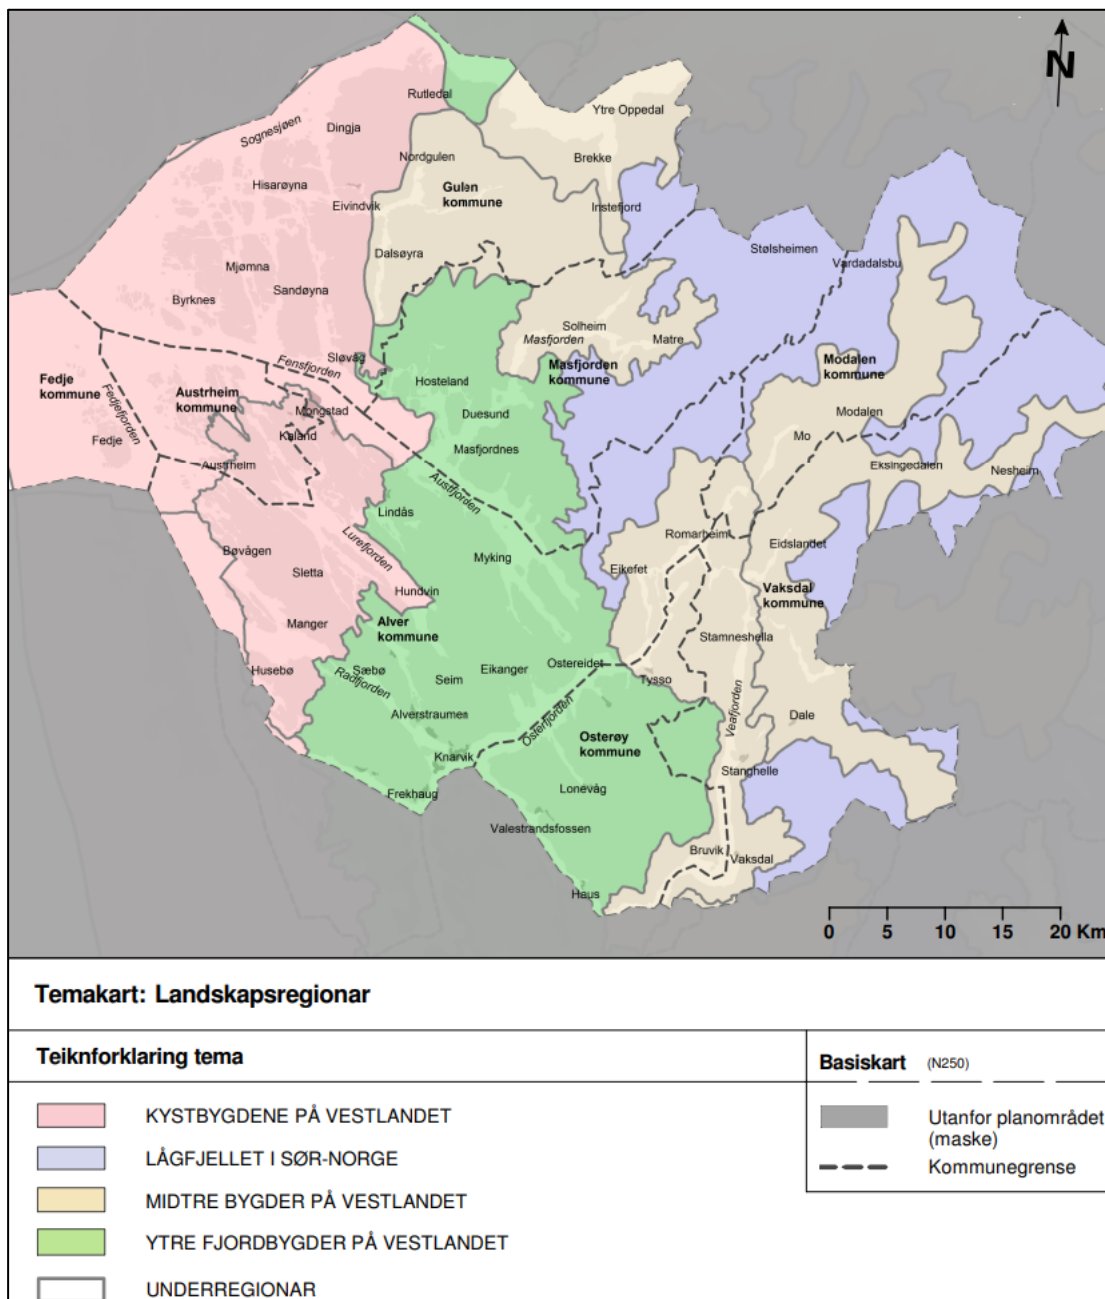 N
Rutledal
Ytre Oppedal
Sognesjøen
Dingja
Nordgulen
Brekke
Hisarøyna
Gulen
kommune
Eivindvik
Instefjord
Dalsøyra
Stølsheimen
Vardadalsbu
Mjømna
Sandøyna
Byrknes
Solheim
Masfjorden
Matre
Sløvåg
Fensfjorden
Masfjorden
kommune
Modalen
kommune
Fedje
kommune
Fedjefjorden
Austrheim
kommune
Hosteland
Mongstad
Duesund
Modalen
Fedje
Kaland
Mo
Masfjordnes
Austrheim
Eksingedalen
Nesheim
Austfjorden
Lindås
Lurefjorden
Romarheim
Bøvågen
Myking
Eidslandet
Sletta
Eikefet
Hundvin
Vaksdal
kommune
Manger
Alver
kommune
Stamneshella
Husebø
Sæbø
Radfjorden
Seim
Eikanger
Ostereidet
Tysso
Veafjorden
Alverstraumen
Osterfjorden
Dale
Osterøy
kommune
Knarvik
Stanghelle
Frekhaug
Lonevåg
Valestrandsfossen
Bruvik
Vaksdal
Haus
0 5 10 15 20 Km
Temakart: Landskapsregionar
Teiknforklaring tema
KYSTBYGDENE PÅ VESTLANDET
LÅGFJELLET I SØR-NORGE
MIDTRE BYGDER PÅ VESTLANDET
YTRE FJORDBYGDER PÅ VESTLANDET
UNDERREGIONAR
Basiskart (N250)
Utanfor planområdet
(maske)
Kommunegrense